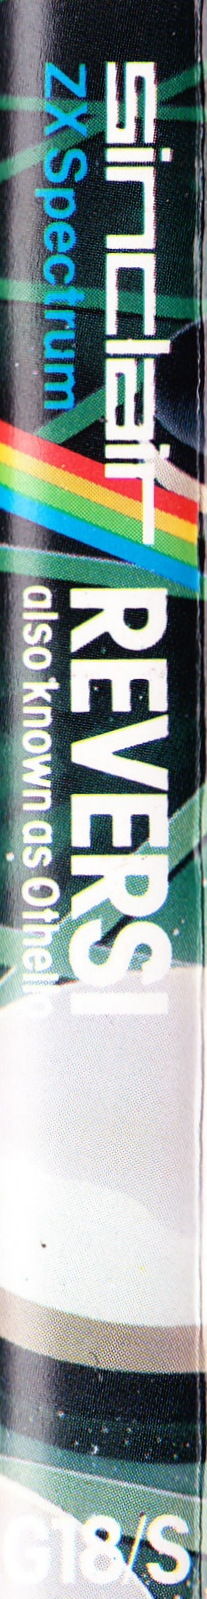 sinclair
ZX Spectrum
REVERSI
also known as Othello
G18/S